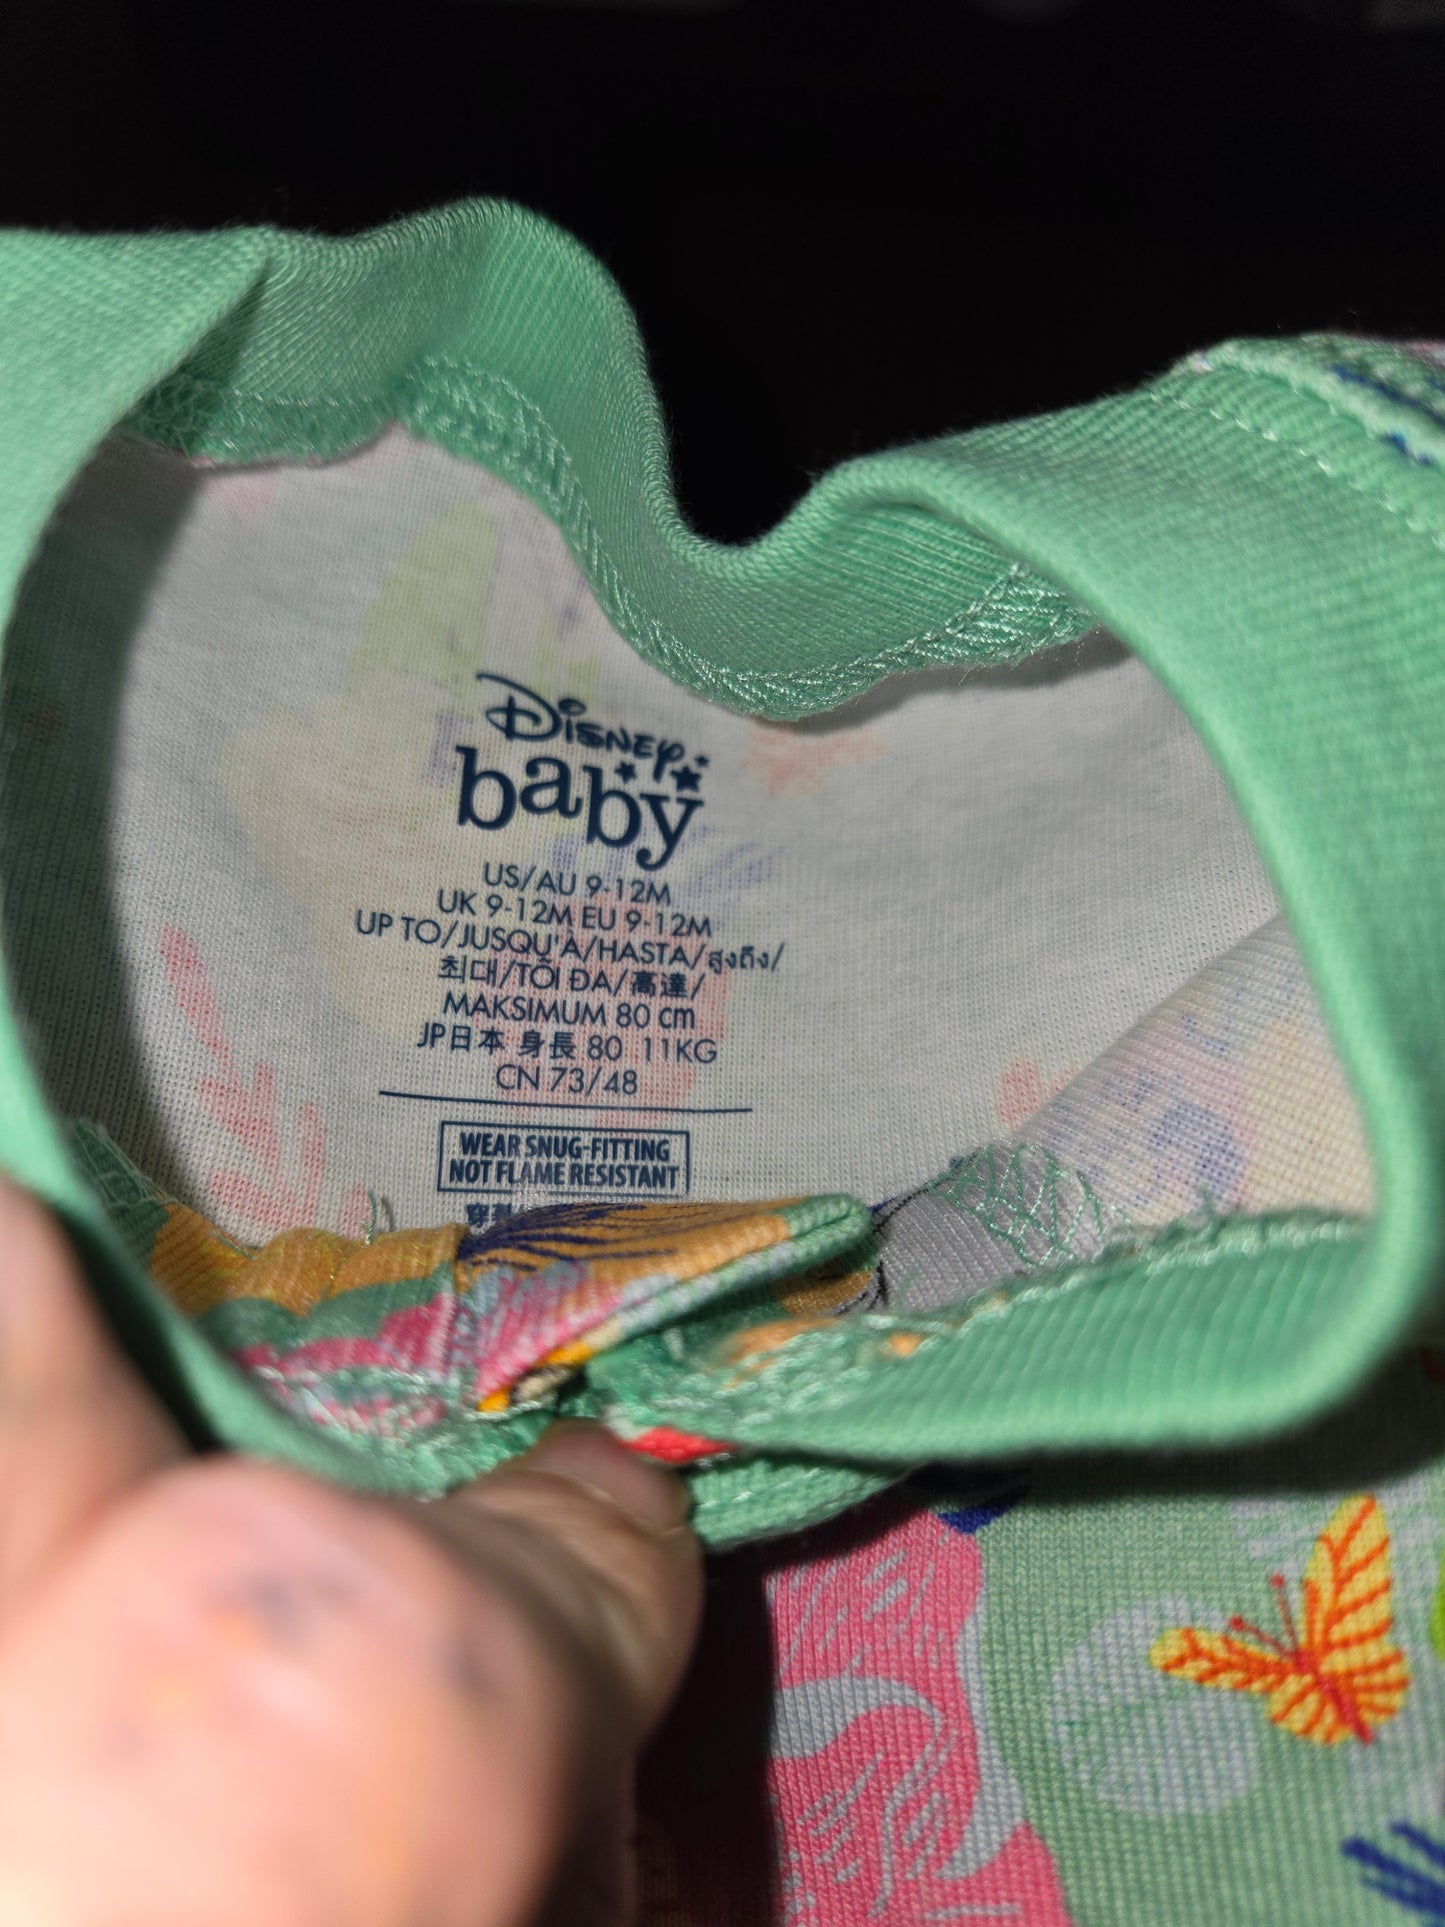 Disney
baby
US/AU 9-12M
UK 9-12M EU 9-12M
UP TO/JUSQU'À/HASTA/สูงถึง/
최대/TỐI ĐA/高達/
MAKSIMUM 80 cm
JP日本 身長 80 11KG
CN 73/48
WEAR SNUG-FITTING
NOT FLAME RESISTANT